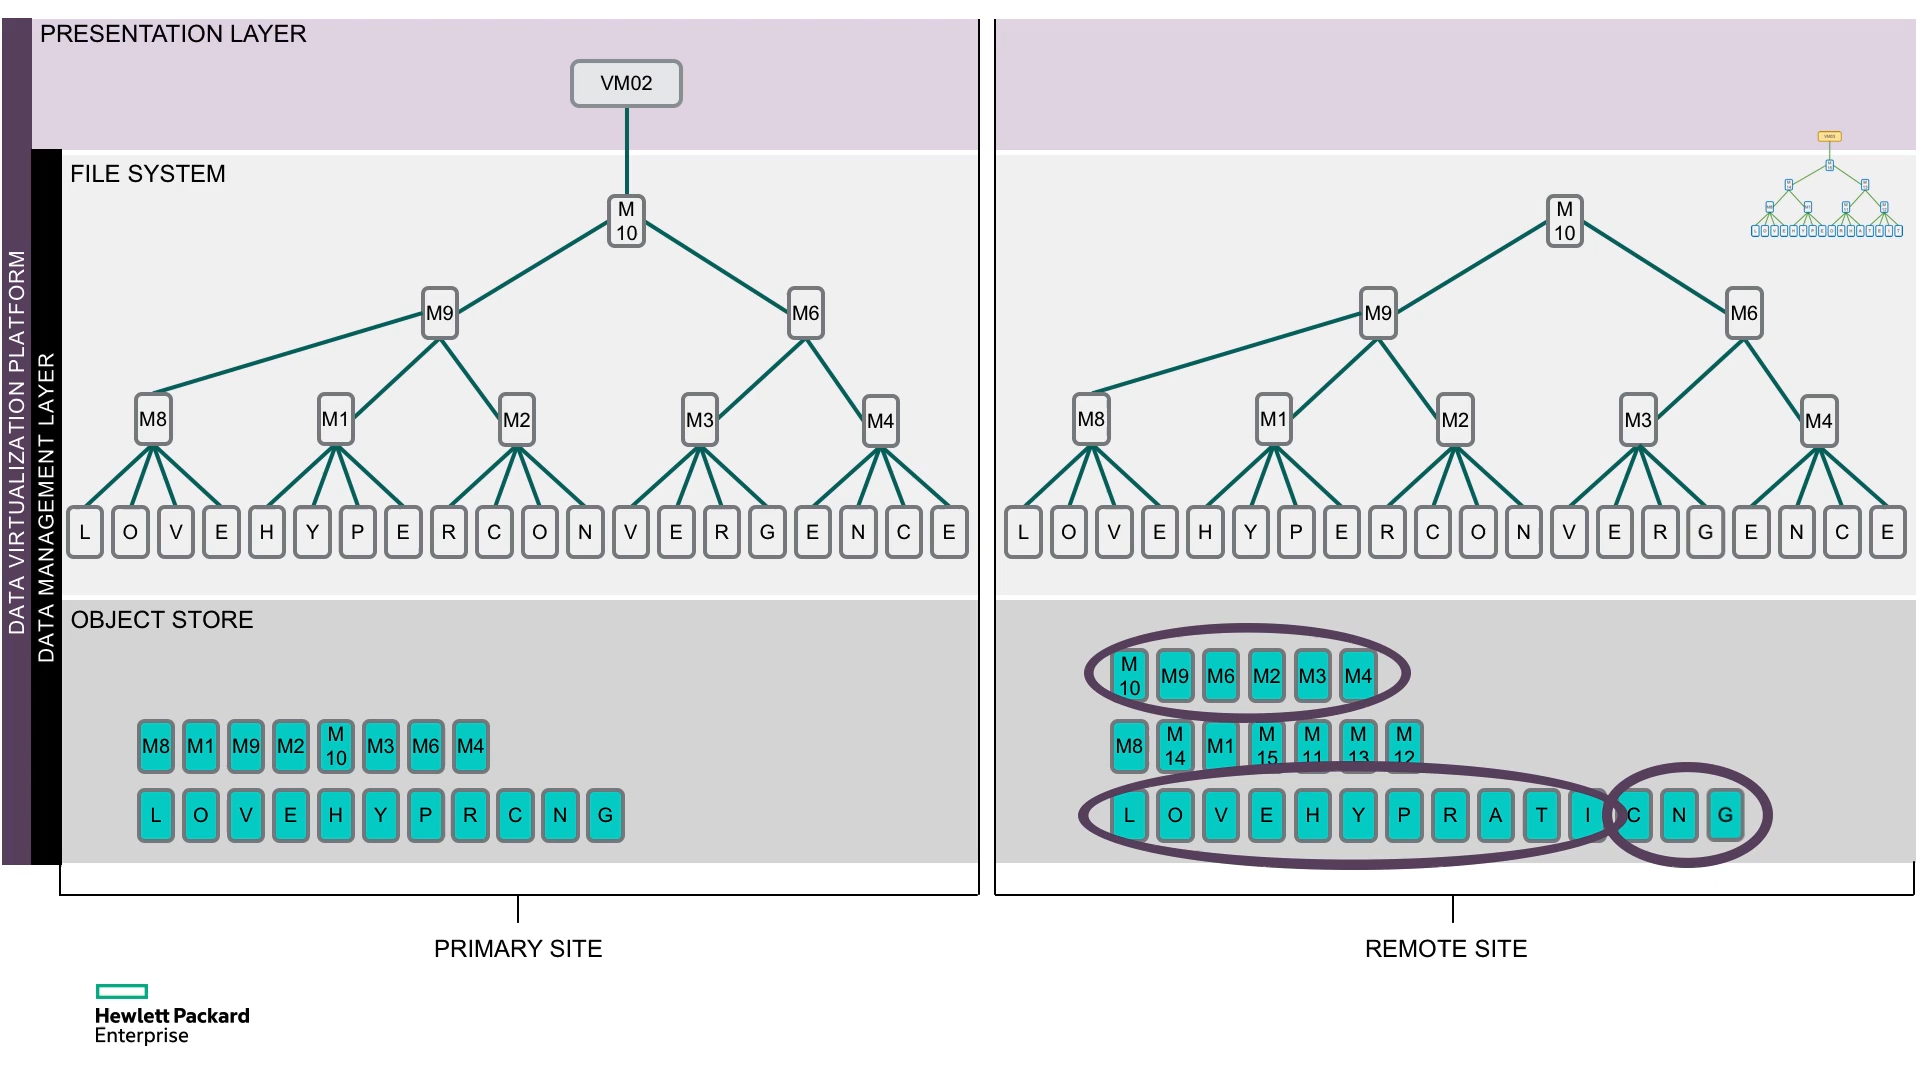 PRESENTATION LAYER
VM02
DATA VIRTUALIZATION PLATFORM
DATA MANAGEMENT LAYER
FILE SYSTEM
M
10
M9 M6
M8 M1 M2 M3 M4
L O V E H Y P E R C O N V E R G E N C E
M
10
M9 M6
M8 M1 M2 M3 M4
L O V E H Y P E R C O N V E R G E N C E
OBJECT STORE
M8 M1 M9 M2 M 10 M3 M6 M4
L O V E H Y P R C N G
M 10 M9 M6 M2 M3 M4
M8 M 14 M1 M 15 M 11 M 13 M 12
L O V E H Y P R A T I C N G
PRIMARY SITE
REMOTE SITE
Hewlett Packard
Enterprise